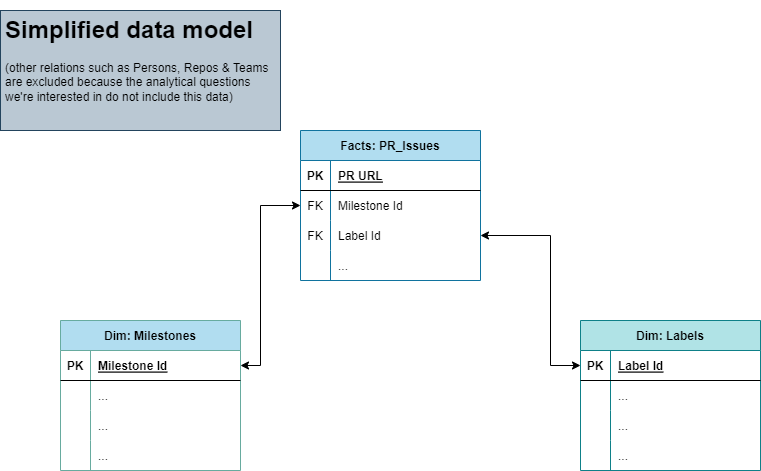 Simplified data model
(other relations such as Persons, Repos & Teams
are excluded because the analytical questions
we're interested in do not include this data)
Facts: PR_Issues
PK PR URL
FK Milestone Id
FK Label Id
...
Dim: Milestones
PK Milestone Id
...
...
...
Dim: Labels
PK Label Id
...
...
...